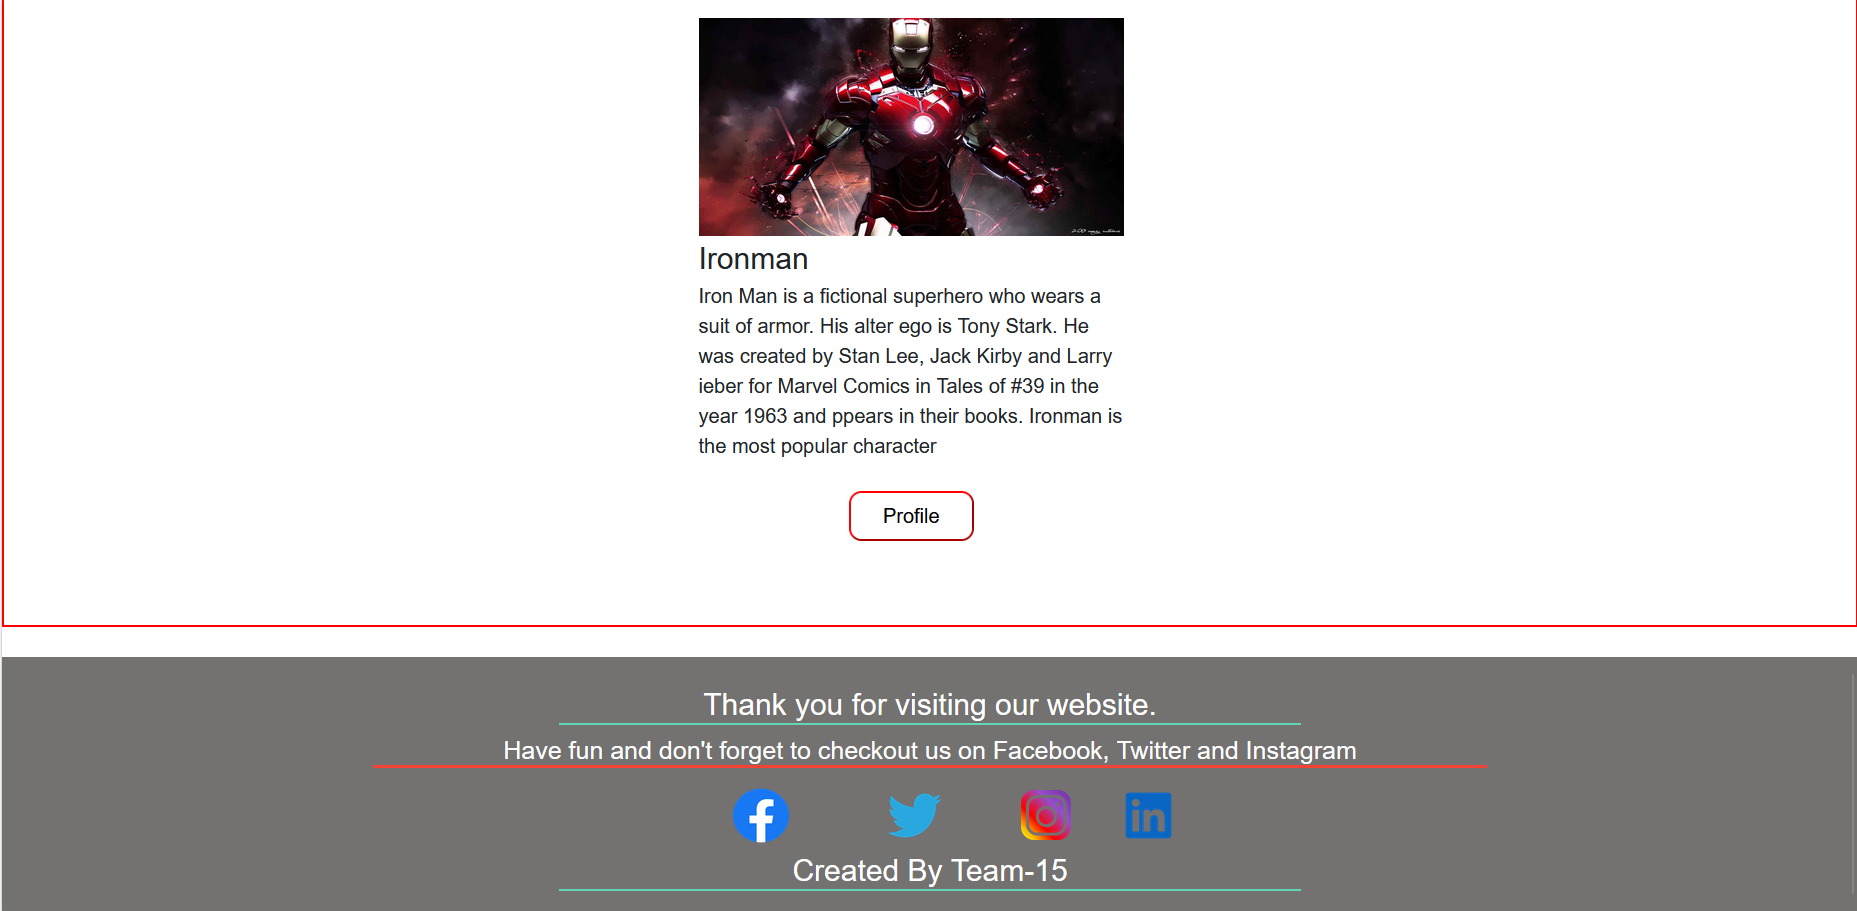 Ironman
Iron Man is a fictional superhero who wears a
suit of armor. His alter ego is Tony Stark. He
was created by Stan Lee, Jack Kirby and Larry
ieber for Marvel Comics in Tales of #39 in the
year 1963 and ppears in their books. Ironman is
the most popular character
Profile
Thank you for visiting our website.
Have fun and don't forget to checkout us on Facebook, Twitter and Instagram
Created By Team-15